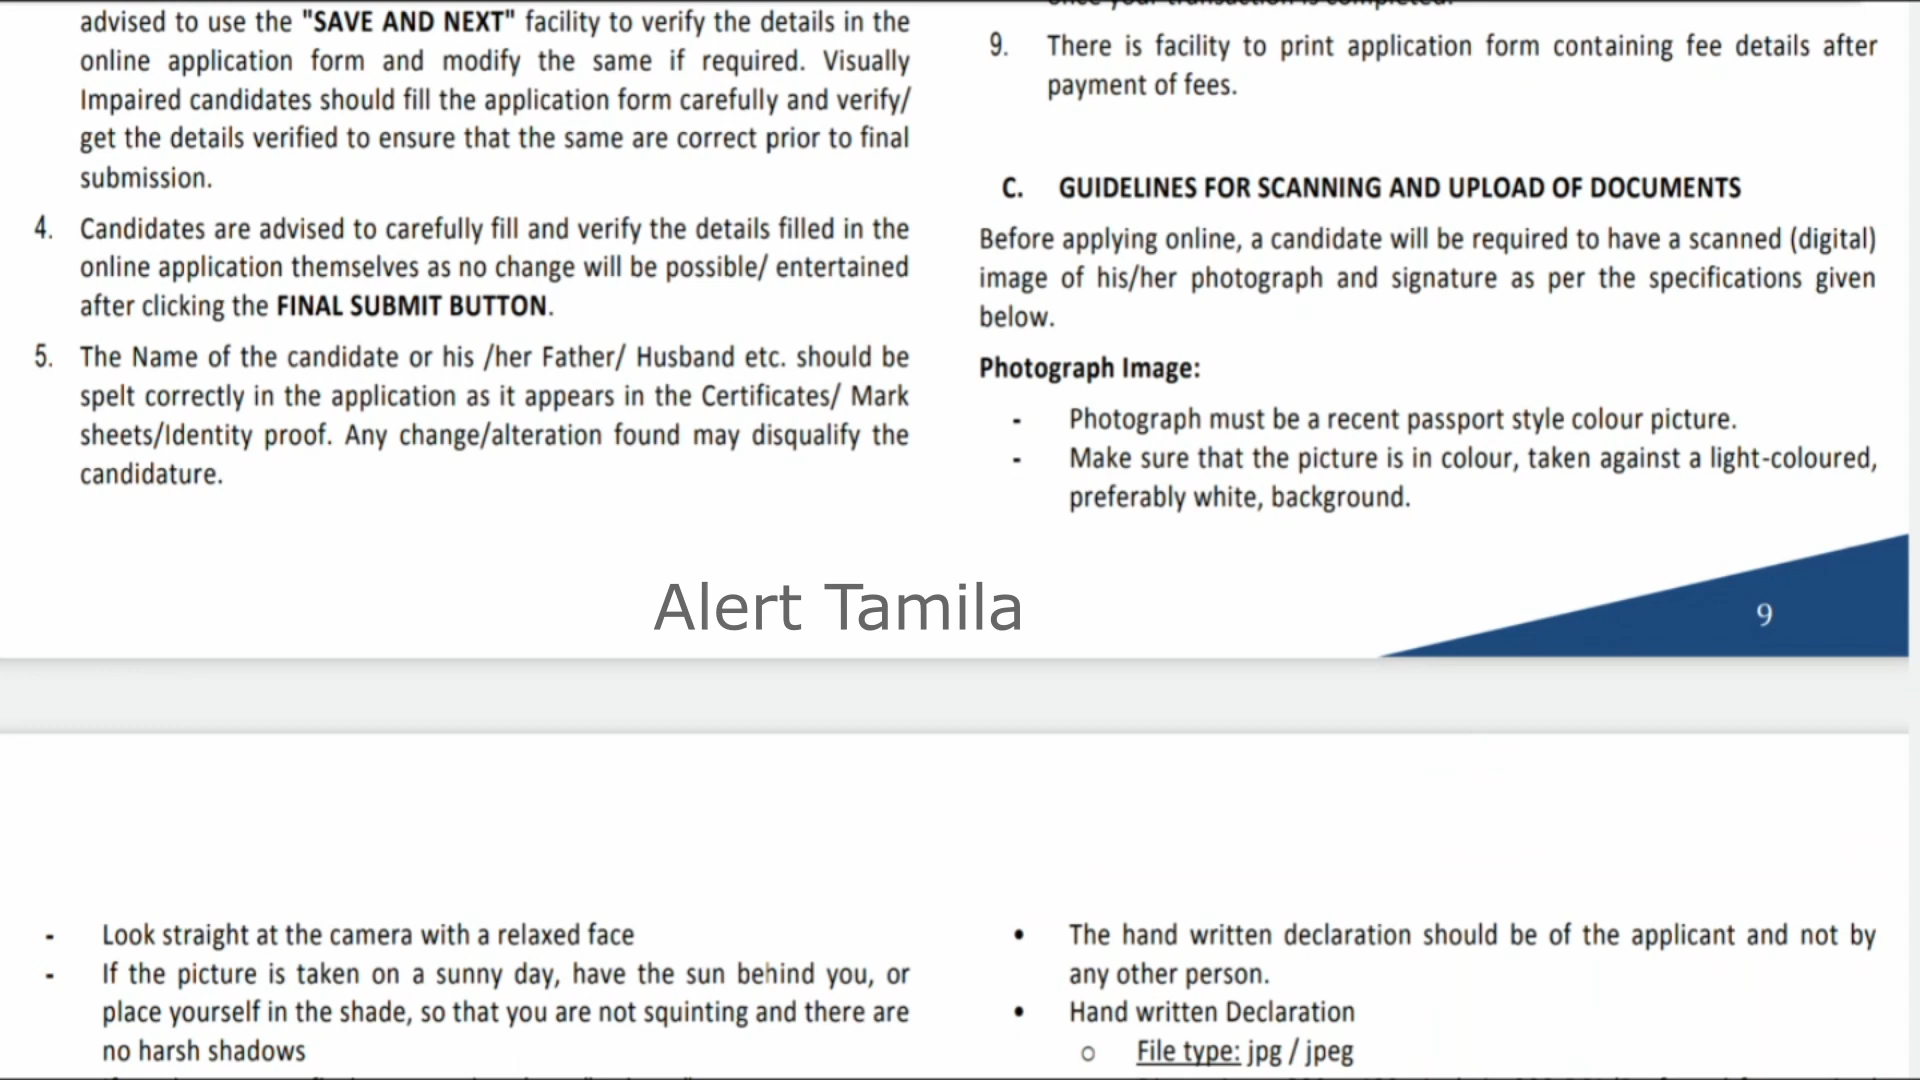 advised to use the "SAVE AND NEXT" facility to verify the details in the
online application form and modify the same if required. Visually
Impaired candidates should fill the application form carefully and verify/
get the details verified to ensure that the same are correct prior to final
submission.
4. Candidates are advised to carefully fill and verify the details filled in the
online application themselves as no change will be possible/ entertained
after clicking the FINAL SUBMIT BUTTON.
5. The Name of the candidate or his /her Father/ Husband etc. should be
spelt correctly in the application as it appears in the Certificates/ Mark
sheets/Identity proof. Any change/alteration found may disqualify the
candidature.
once your transaction is completed.
9. There is facility to print application form containing fee details after
payment of fees.
C. GUIDELINES FOR SCANNING AND UPLOAD OF DOCUMENTS
Before applying online, a candidate will be required to have a scanned (digital)
image of his/her photograph and signature as per the specifications given
below.
Photograph Image:
- Photograph must be a recent passport style colour picture.
- Make sure that the picture is in colour, taken against a light-coloured,
preferably white, background.
Alert Tamila
9
- Look straight at the camera with a relaxed face
- If the picture is taken on a sunny day, have the sun behind you, or
place yourself in the shade, so that you are not squinting and there are
no harsh shadows
• The hand written declaration should be of the applicant and not by
any other person.
• Hand written Declaration
o File type: jpg / jpeg